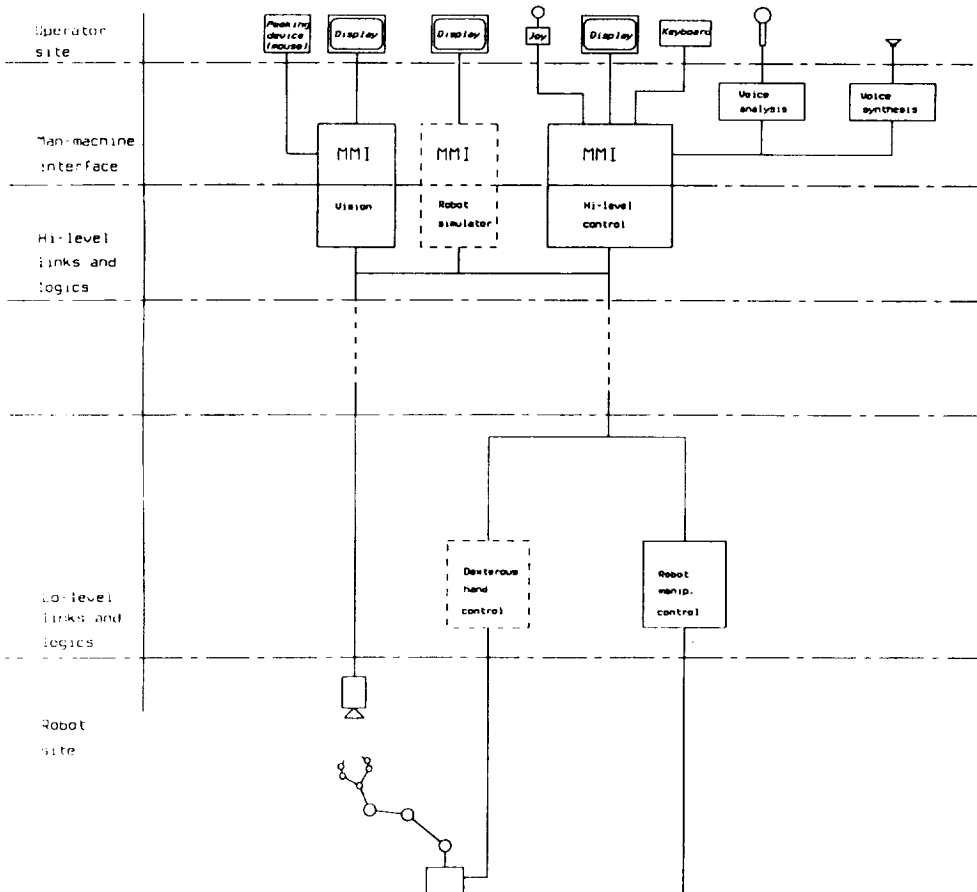 Operator
site
Peaking
device
(mouse)
Display
Display
Joy
Display
Keyboard
Voice
analysis
Voice
synthesis
Man-machine
interface
MMI
MMI
MMI
Vision
Robot
simulator
Hi-level
control
Hi-level
links and
logics
Dexterous
hand
control
Robot
manip.
control
Lo-level
links and
logics
Robot
site